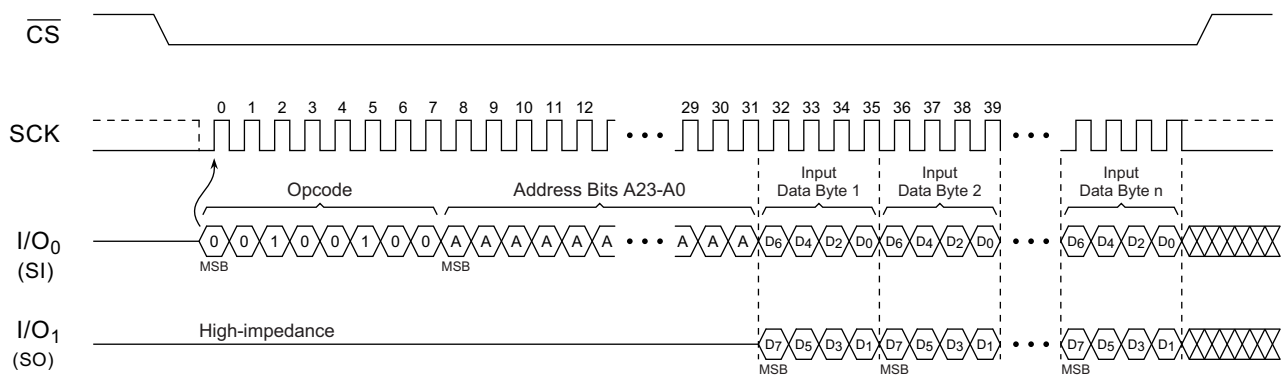 CS
0 1 2 3 4 5 6 7 8 9 10 11 12 29 30 31 32 33 34 35 36 37 38 39
SCK
Opcode
Address Bits A23-A0
Input
Data Byte 1
Input
Data Byte 2
Input
Data Byte n
I/O0
(SI)
0 0 1 0 0 1 0 0 A A A A A A A A A D6 D4 D2 D0 D6 D4 D2 D0 D6 D4 D2 D0
MSB MSB
I/O1
(SO)
High-impedance
D7 D5 D3 D1 D7 D5 D3 D1 D7 D5 D3 D1
MSB MSB MSB